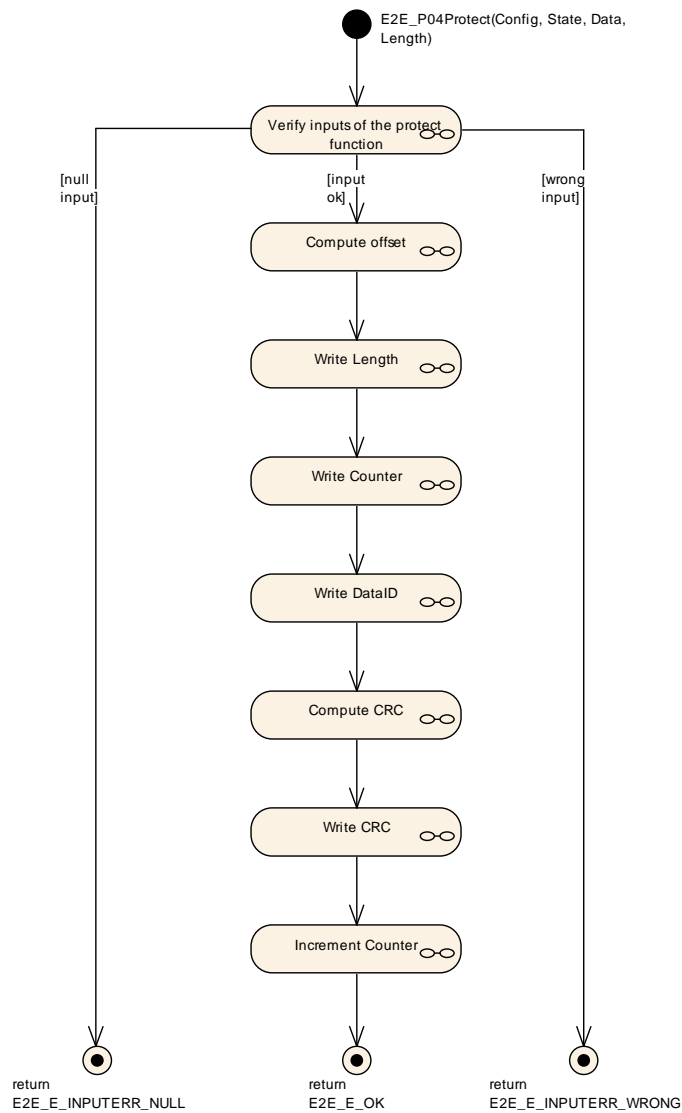 E2E_P04Protect(Config, State, Data,
Length)
Verify inputs of the protect
function
[null
input]
[input
ok]
[wrong
input]
Compute offset
Write Length
Write Counter
Write DataID
Compute CRC
Write CRC
Increment Counter
return
E2E_E_INPUTERR_NULL
return
E2E_E_OK
return
E2E_E_INPUTERR_WRONG